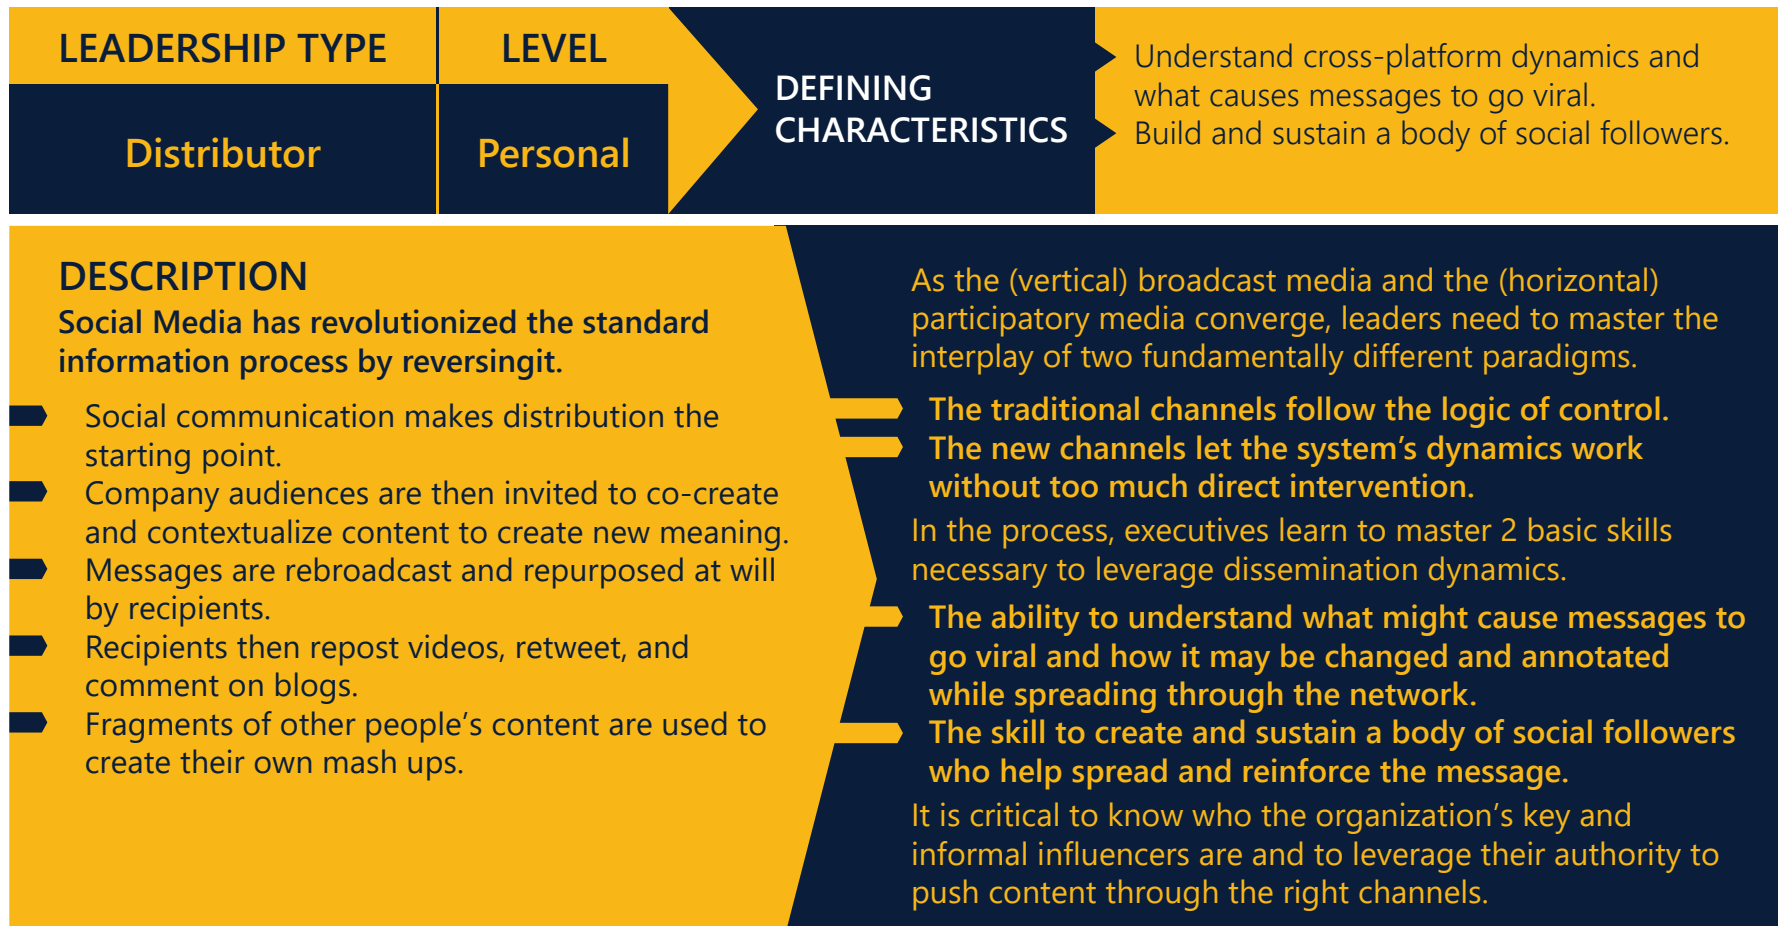 LEADERSHIP TYPE
LEVEL
Distributor
Personal
DEFINING
CHARACTERISTICS
Understand cross-platform dynamics and
what causes messages to go viral.
Build and sustain a body of social followers.
DESCRIPTION
Social Media has revolutionized the standard
information process by reversingit.
Social communication makes distribution the
starting point.
Company audiences are then invited to co-create
and contextualize content to create new meaning.
Messages are rebroadcast and repurposed at will
by recipients.
Recipients then repost videos, retweet, and
comment on blogs.
Fragments of other people’s content are used to
create their own mash ups.
As the (vertical) broadcast media and the (horizontal)
participatory media converge, leaders need to master the
interplay of two fundamentally different paradigms.
The traditional channels follow the logic of control.
The new channels let the system’s dynamics work
without too much direct intervention.
In the process, executives learn to master 2 basic skills
necessary to leverage dissemination dynamics.
The ability to understand what might cause messages to
go viral and how it may be changed and annotated
while spreading through the network.
The skill to create and sustain a body of social followers
who help spread and reinforce the message.
It is critical to know who the organization’s key and
informal influencers are and to leverage their authority to
push content through the right channels.